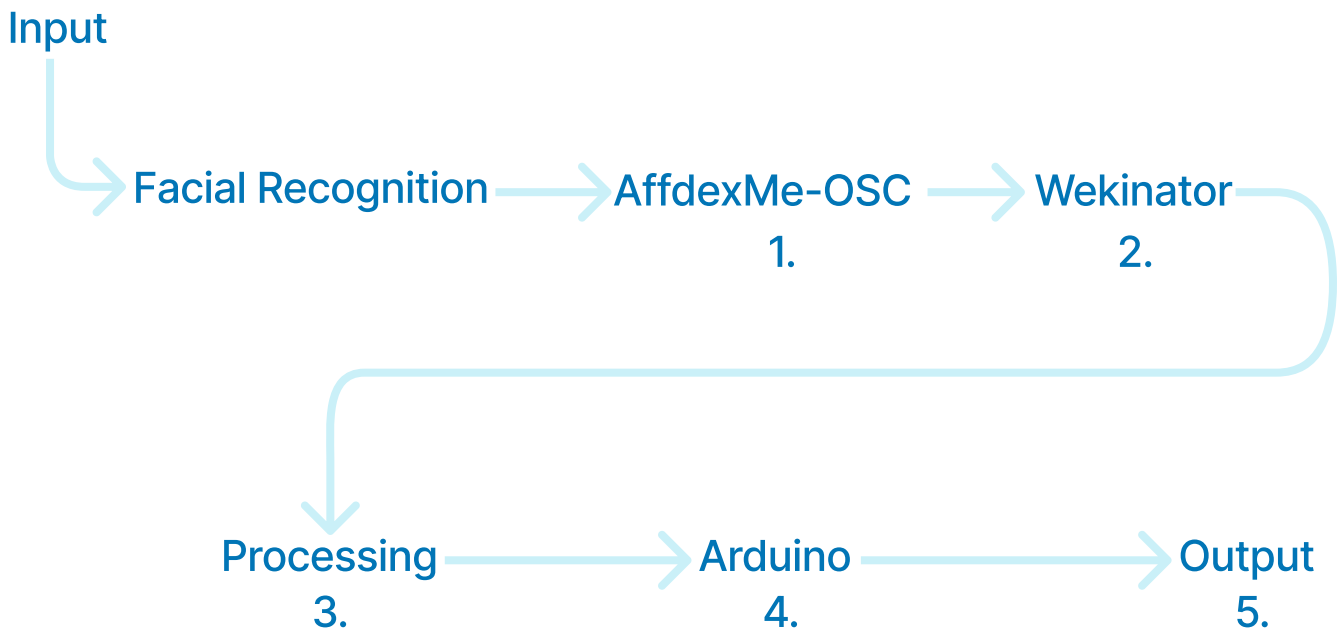 Input
Facial Recognition
AffdexMe-OSC
1.
Wekinator
2.
Processing
3.
Arduino
4.
Output
5.